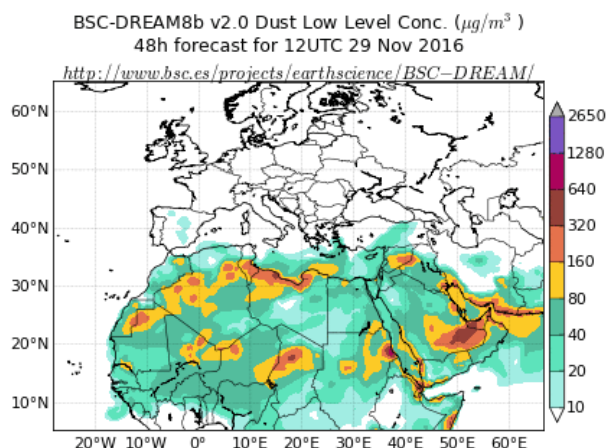 BSC-DREAM8b v2.0 Dust Low Level Conc. (μg/m³ )
48h forecast for 12UTC 29 Nov 2016
http://www.bsc.es/projects/earthscience/BSC−DREAM/
60°N
50°N
40°N
30°N
20°N
10°N
20°W 10°W 0° 10°E 20°E 30°E 40°E 50°E 60°E
2650
1280
640
320
160
80
40
20
10